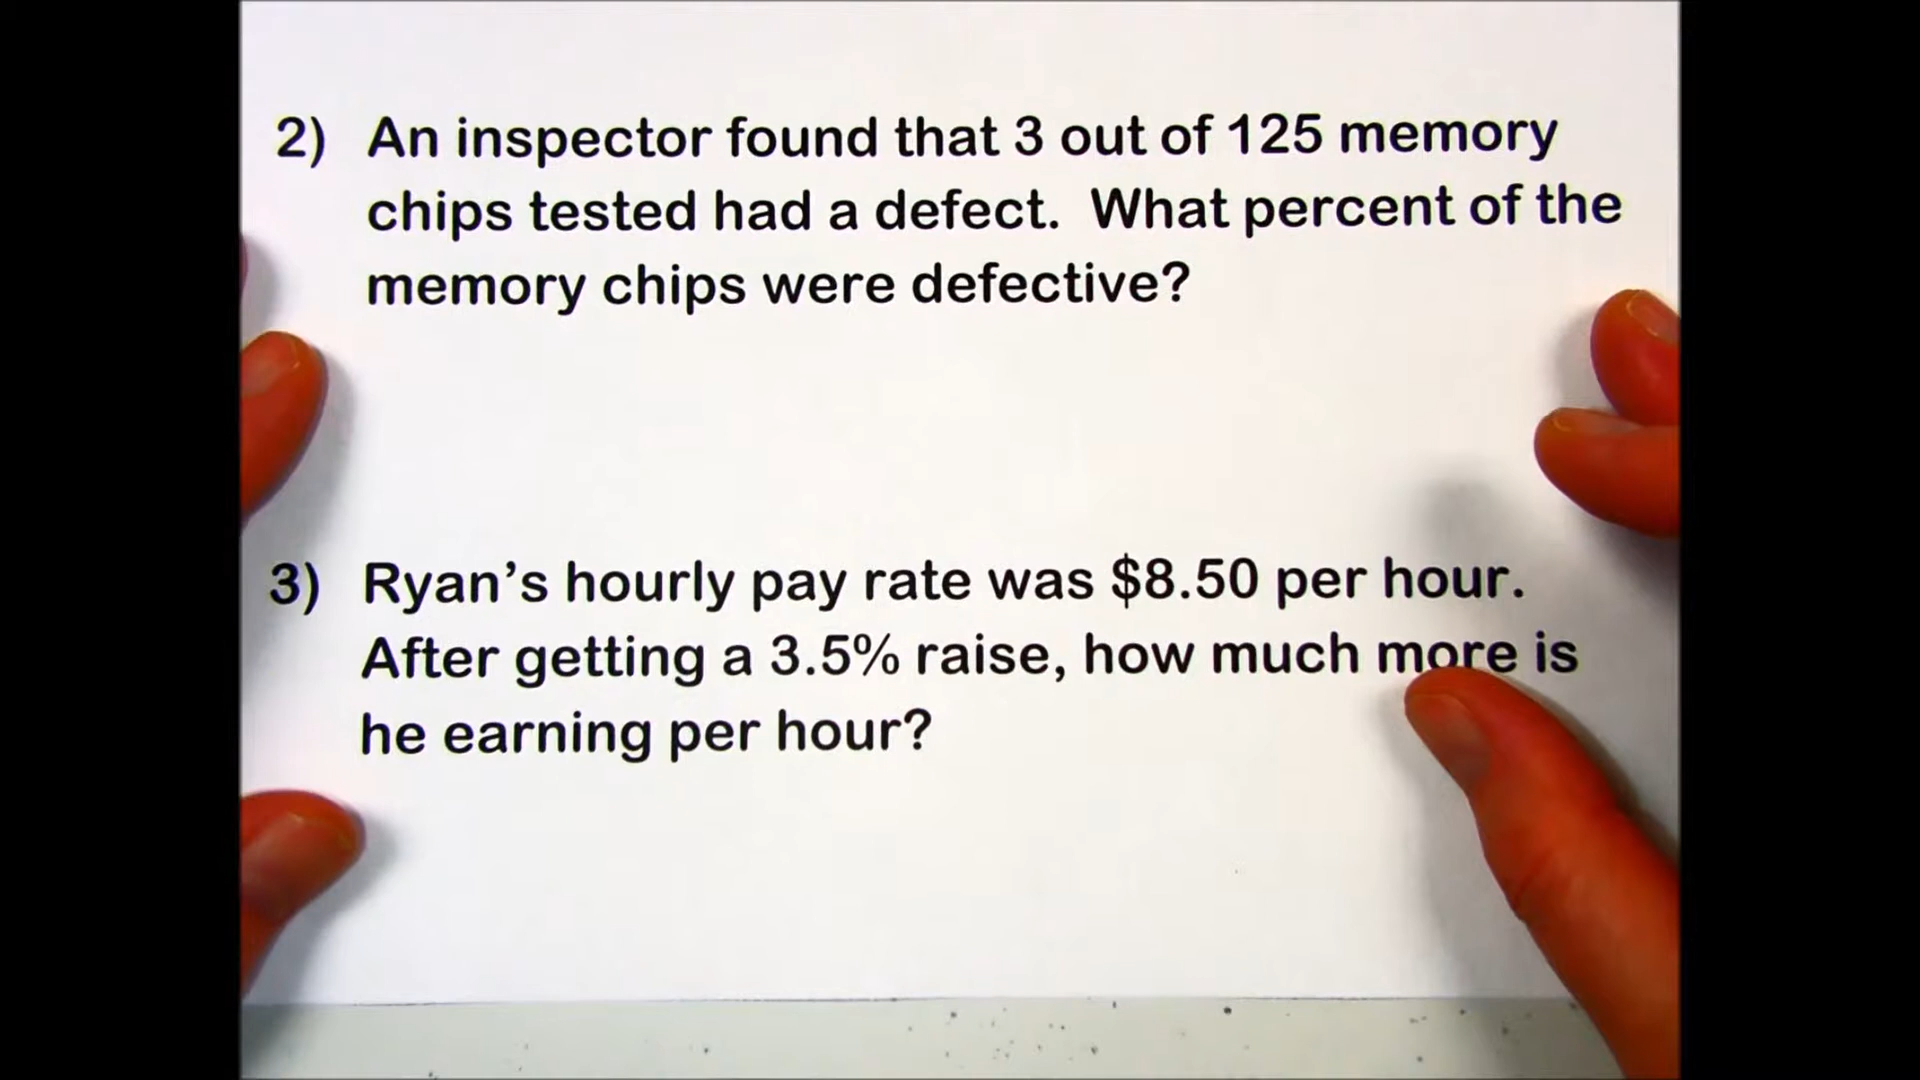 2) An inspector found that 3 out of 125 memory
chips tested had a defect. What percent of the
memory chips were defective?
3) Ryan’s hourly pay rate was $8.50 per hour.
After getting a 3.5% raise, how much more is
he earning per hour?